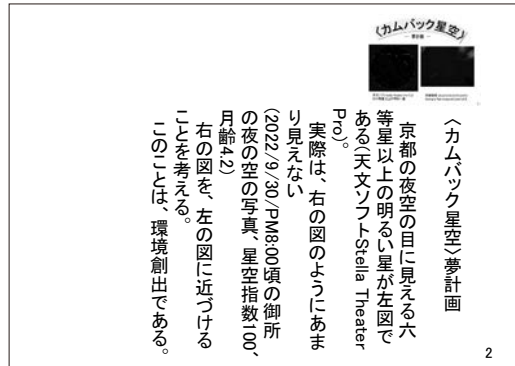 〈カムバック星空〉
〈カムバック星空〉夢計画
京都の夜空の目に見える六
等星以上の明るい星が左図で
ある(天文ソフトStella Theater
Pro)。
実際は、右の図のようにあま
り見えない
(2022/9/30/PM8:00頃の御所
の夜の空の写真、星空指数100、
月齢4.2)
右の図を、左の図に近づける
ことを考える。
このことは、環境創出である。
2